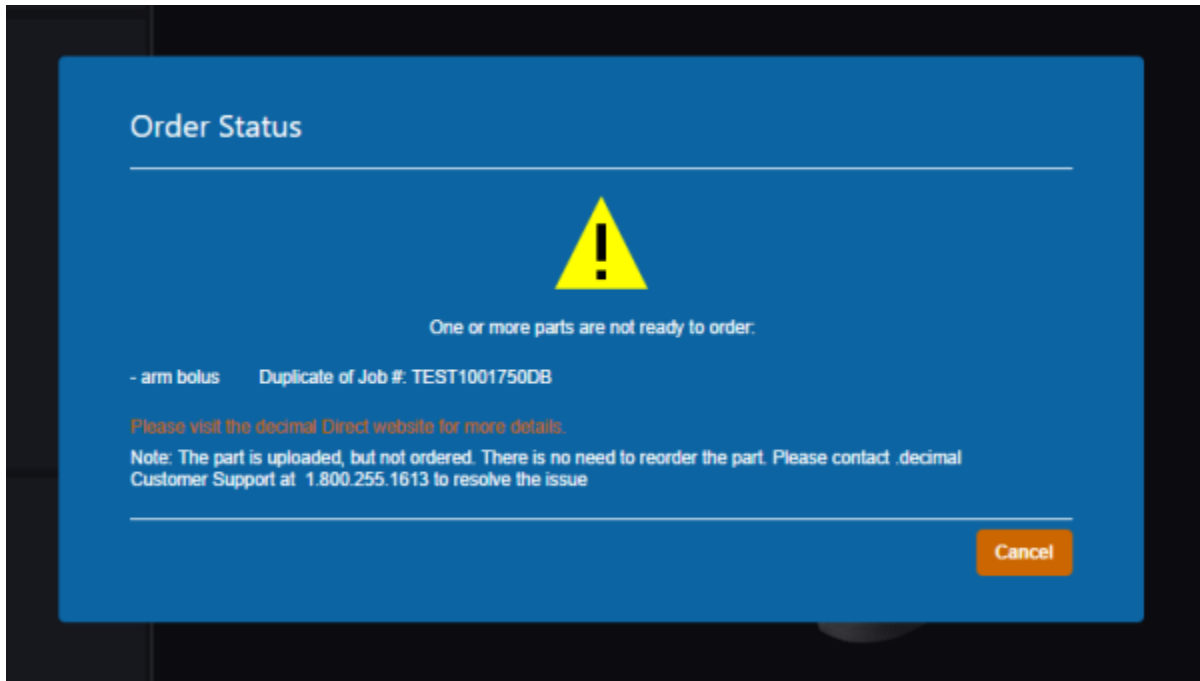 Order Status
!
One or more parts are not ready to order:
- arm bolus Duplicate of Job #: TEST1001750DB
Please visit the decimal Direct website for more details.
Note: The part is uploaded, but not ordered. There is no need to reorder the part. Please contact .decimal
Customer Support at 1.800.255.1613 to resolve the issue
Cancel